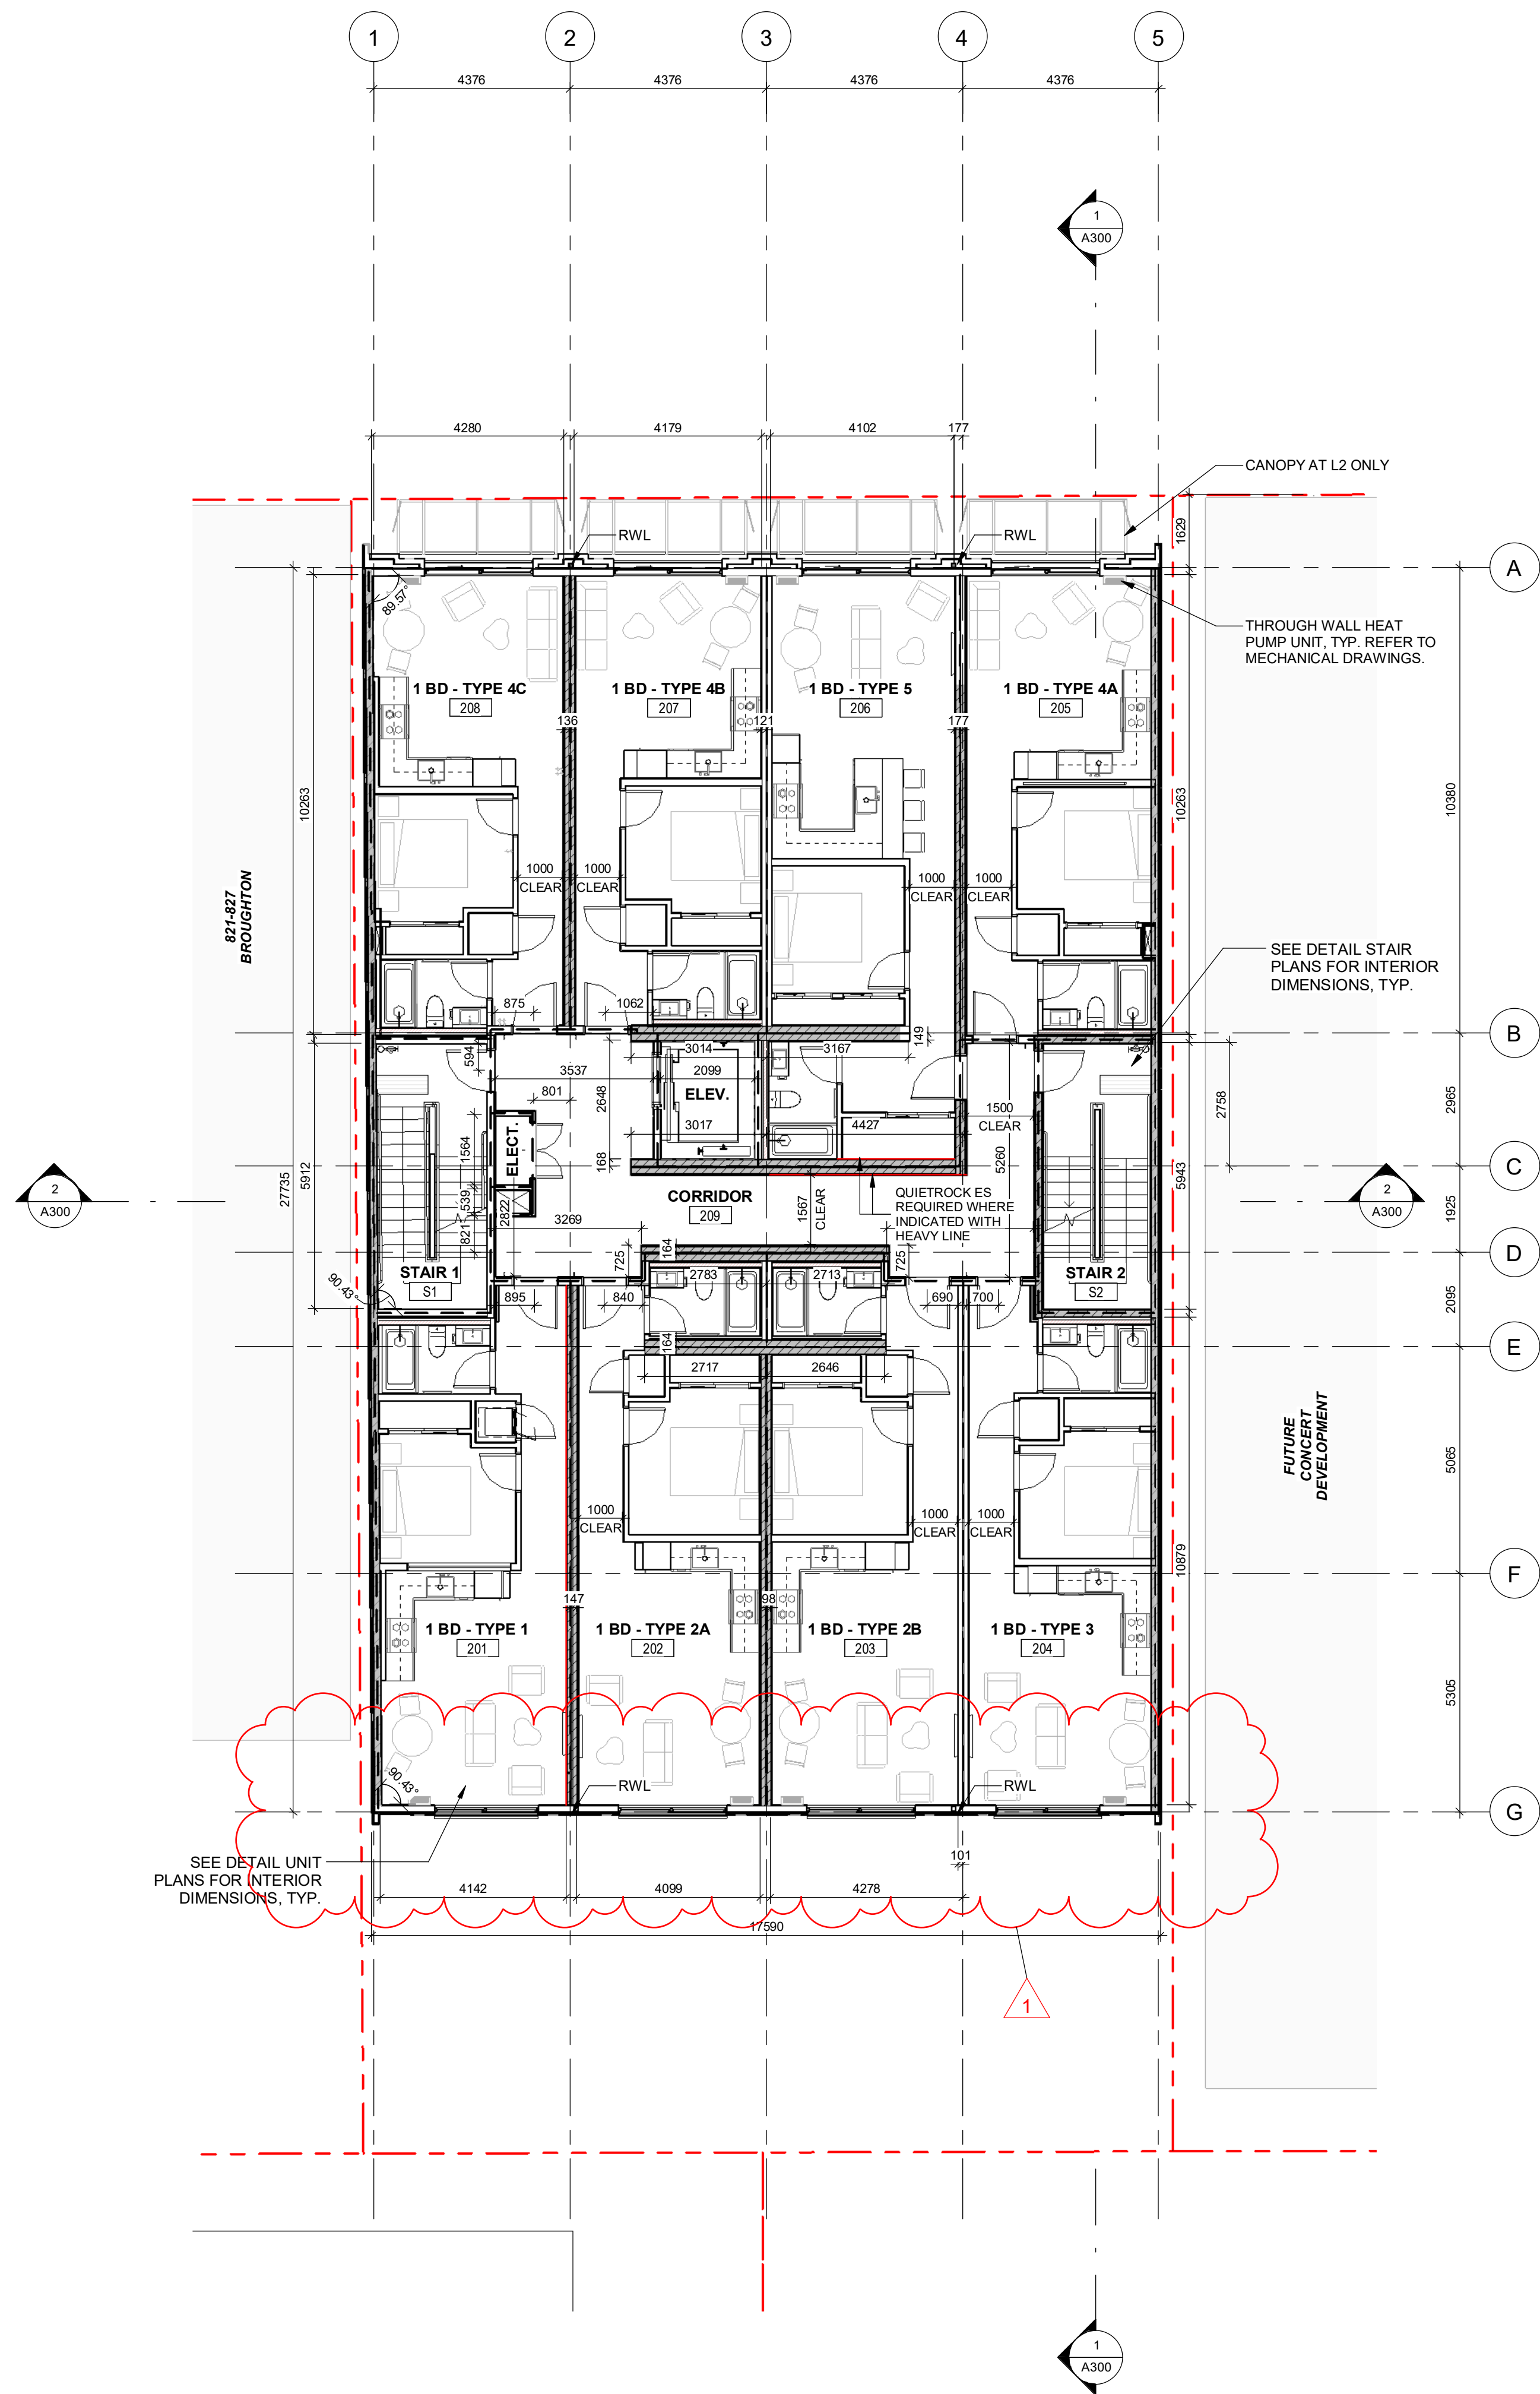 1
2
3
4
5
4376
4376
4376
4376
1
A300
4280
4179
4102
177
CANOPY AT L2 ONLY
1629
RWL
RWL
A
89.57°
THROUGH WALL HEAT
PUMP UNIT, TYP. REFER TO
MECHANICAL DRAWINGS.
1 BD - TYPE 4C
208
1 BD - TYPE 4B
207
1 BD - TYPE 5
206
1 BD - TYPE 4A
205
136
121
177
10263
10263
10380
821-827
BROUGHTON
1000
CLEAR
1000
CLEAR
1000
CLEAR
1000
CLEAR
SEE DETAIL STAIR
PLANS FOR INTERIOR
DIMENSIONS, TYP.
875
1062
B
149
594
3014
3167
3537
2099
801
2648
ELEV.
1500
CLEAR
2758
2965
3017
4427
ELECT.
1564
168
5260
C
2
A300
27735
5912
5943
2
A300
CORRIDOR
209
1567
CLEAR
QUIETROCK ES
REQUIRED WHERE
INDICATED WITH
HEAVY LINE
539
2822
821
3269
1925
D
725
164
725
STAIR 1
S1
2783
2713
STAIR 2
S2
90.43°
895
840
690
700
2095
164
E
2717
2646
FUTURE
CONCERT
DEVELOPMENT
5065
1000
CLEAR
1000
CLEAR
1000
CLEAR
10879
F
147
98
1 BD - TYPE 1
201
1 BD - TYPE 2A
202
1 BD - TYPE 2B
203
1 BD - TYPE 3
204
5305
90.43°
RWL
RWL
G
SEE DETAIL UNIT
PLANS FOR INTERIOR
DIMENSIONS, TYP.
101
4142
4099
4278
17590
1
1
A300